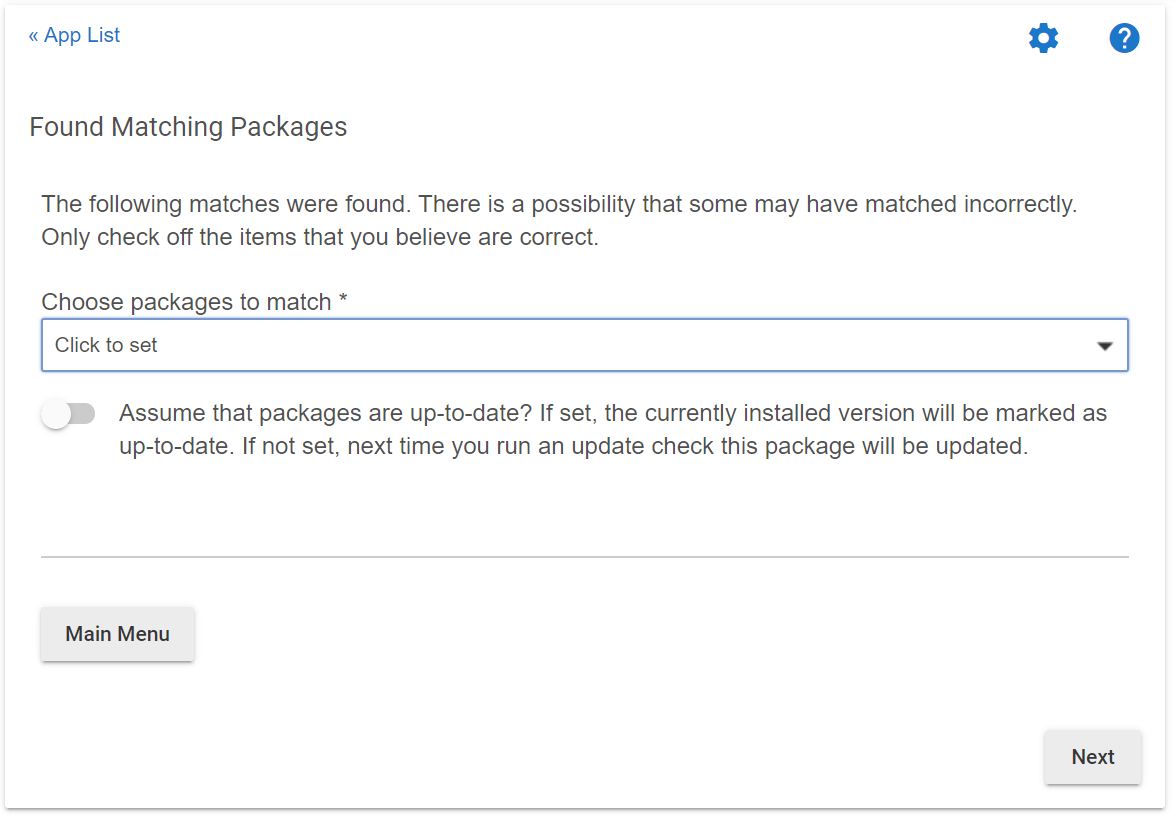 « App List
Found Matching Packages
The following matches were found. There is a possibility that some may have matched incorrectly.
Only check off the items that you believe are correct.
Choose packages to match *
Click to set
Assume that packages are up-to-date? If set, the currently installed version will be marked as
up-to-date. If not set, next time you run an update check this package will be updated.
Main Menu
Next